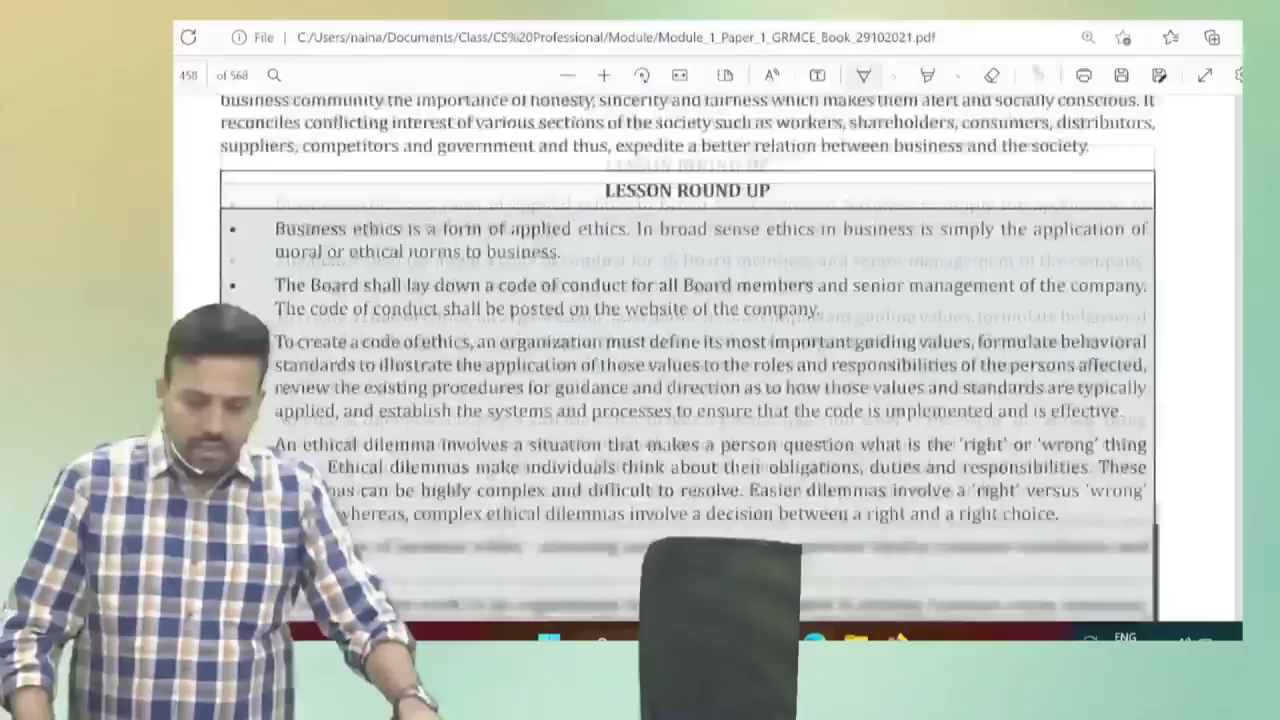 File | C:/Users/naina/Documents/Class/CS%20Professional/Module/Module_1_Paper_1_GRMCE_Book_29102021.pdf
458 of 568
business community the importance of honesty, sincerity and fairness which makes them alert and socially conscious. It
reconciles conflicting interest of various sections of the society such as workers, shareholders, consumers, distributors,
suppliers, competitors and government and thus, expedite a better relation between business and the society.
LESSON ROUND UP
• Business ethics is a form of applied ethics. In broad sense ethics in business is simply the application of
moral or ethical norms to business.
• The Board shall lay down a code of conduct for all Board members and senior management of the company.
The code of conduct shall be posted on the website of the company.
To create a code of ethics, an organization must define its most important guiding values, formulate behavioral
standards to illustrate the application of those values to the roles and responsibilities of the persons affected,
review the existing procedures for guidance and direction as to how those values and standards are typically
applied, and establish the systems and processes to ensure that the code is implemented and is effective.
An ethical dilemma involves a situation that makes a person question what is the 'right' or 'wrong' thing
Ethical dilemmas make individuals think about their obligations, duties and responsibilities. These
can be highly complex and difficult to resolve. Easier dilemmas involve a 'right' versus 'wrong'
whereas, complex ethical dilemmas involve a decision between a right and a right choice.
ENG